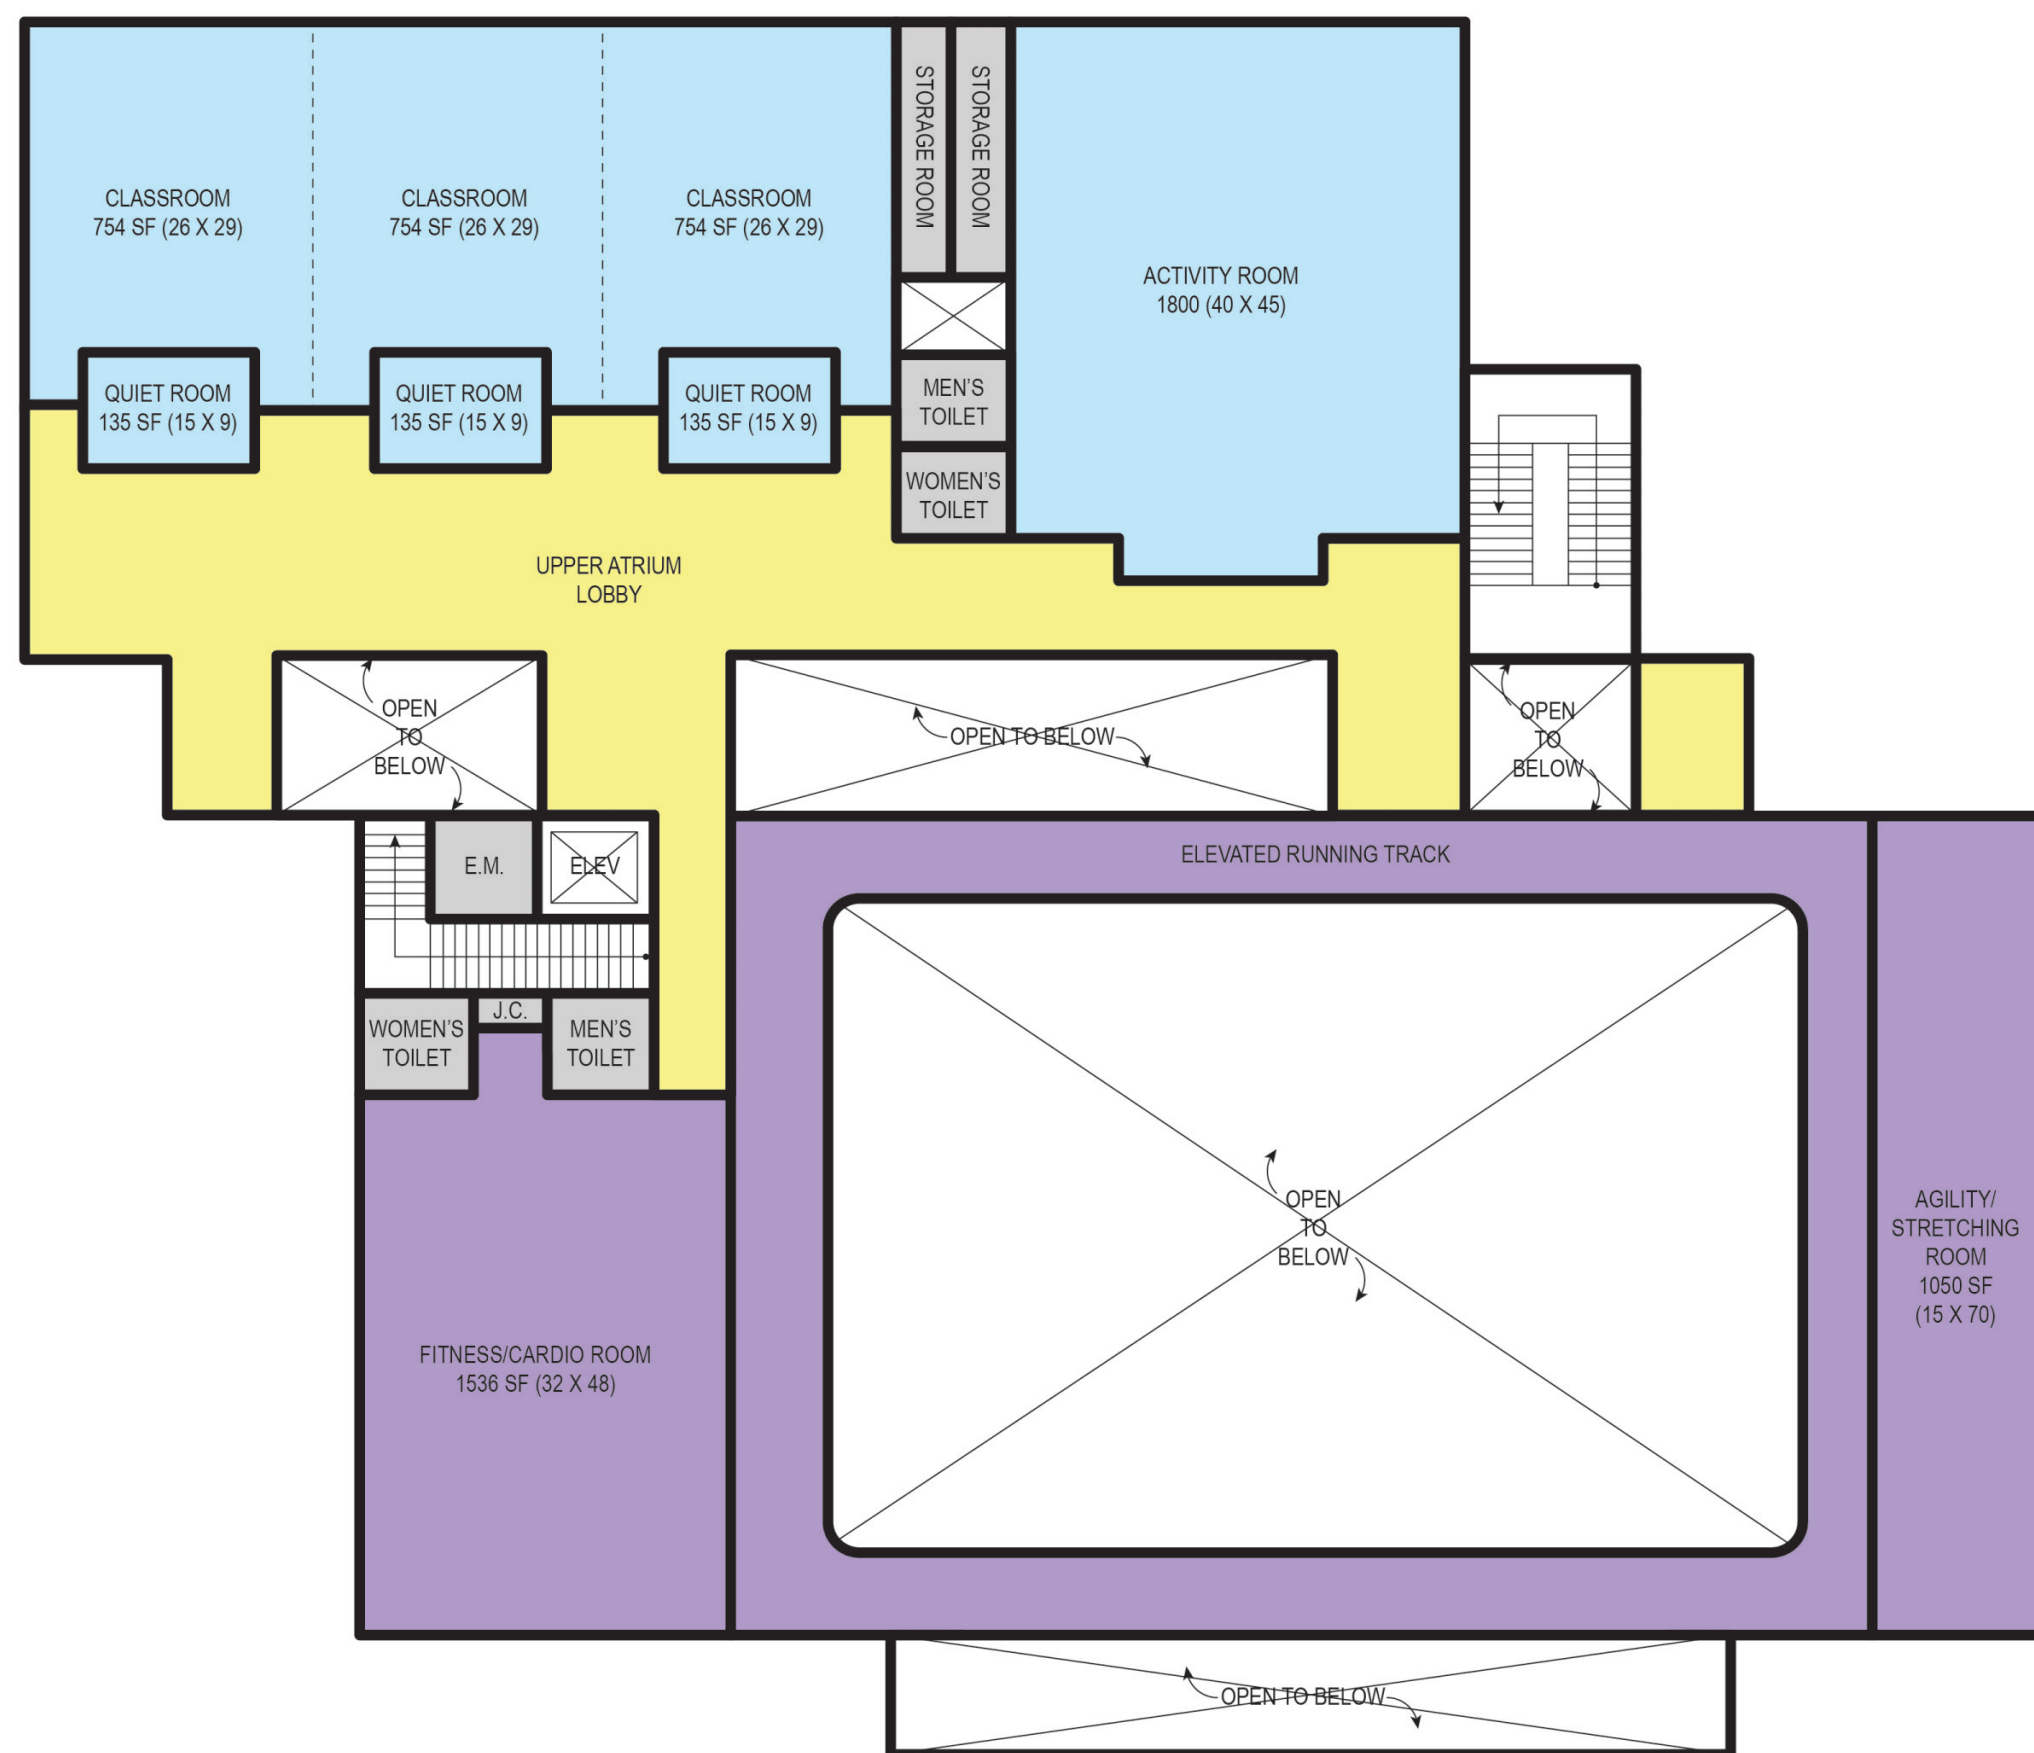 CLASSROOM
754 SF (26 X 29)
CLASSROOM
754 SF (26 X 29)
CLASSROOM
754 SF (26 X 29)
STORAGE ROOM
STORAGE ROOM
ACTIVITY ROOM
1800 (40 X 45)
QUIET ROOM
135 SF (15 X 9)
QUIET ROOM
135 SF (15 X 9)
QUIET ROOM
135 SF (15 X 9)
MEN'S
TOILET
WOMEN'S
TOILET
UPPER ATRIUM
LOBBY
OPEN
TO
BELOW
OPEN TO BELOW
OPEN
TO
BELOW
E.M.
ELEV
ELEVATED RUNNING TRACK
WOMEN'S
TOILET
J.C.
MEN'S
TOILET
OPEN
TO
BELOW
AGILITY/
STRETCHING
ROOM
1050 SF
(15 X 70)
FITNESS/CARDIO ROOM
1536 SF (32 X 48)
OPEN TO BELOW